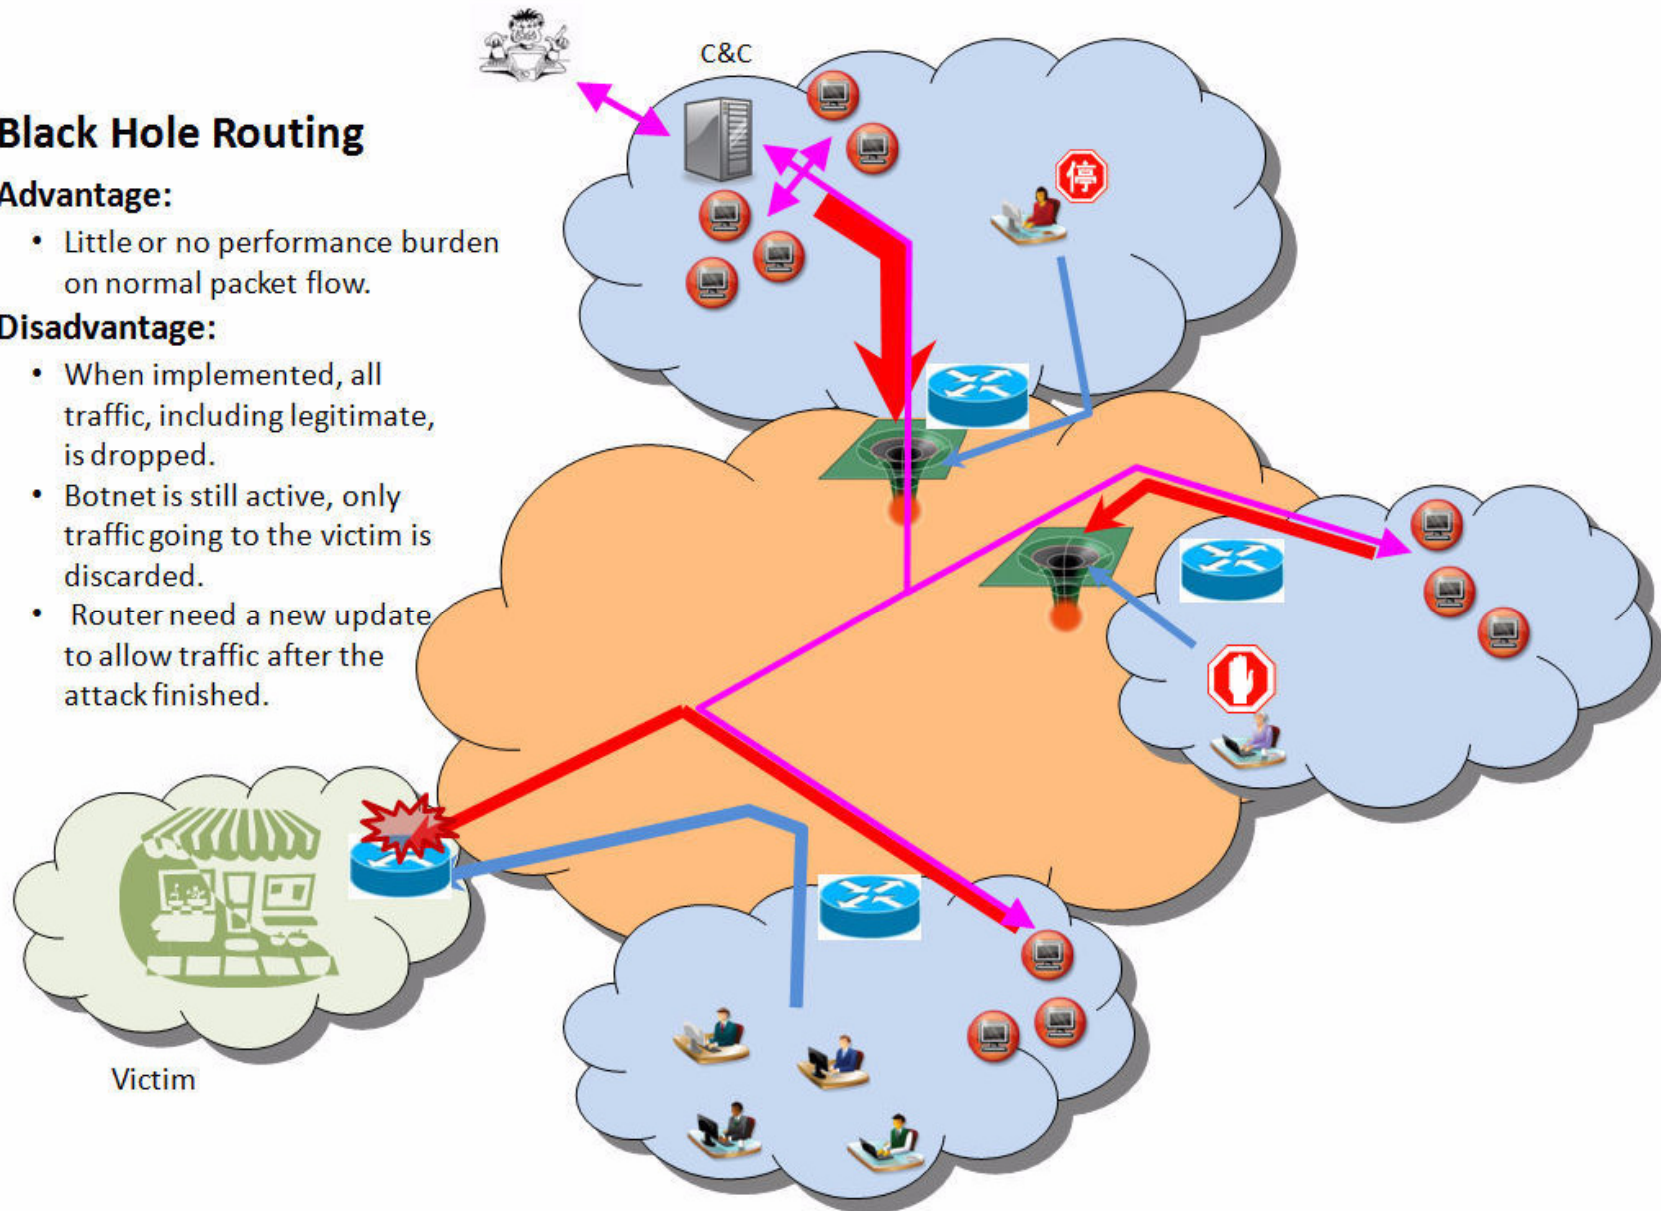 C&C
Black Hole Routing
Advantage:
• Little or no performance burden
on normal packet flow.
Disadvantage:
• When implemented, all
traffic, including legitimate,
is dropped.
• Botnet is still active, only
traffic going to the victim is
discarded.
• Router need a new update
to allow traffic after the
attack finished.
停
Victim